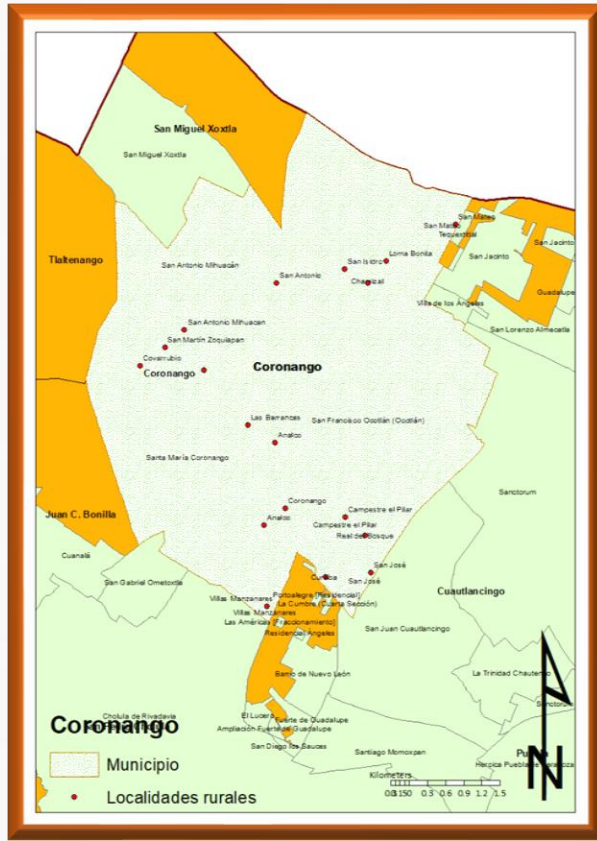 San Miguel Xoxtla
San Miguel Xoxtla
San Mateo
San Mateo
Tequexitial
San Jacinto
San Jacinto
Loma Bonita
San Isidro
Tlaltenango
San Antonio Mihuacán
San Antonio
Chamizal
Guadalupe
Villa de los Ángeles
San Antonio Mihuacan
San Lorenzo Almecatla
San Martín Zoquiapan
Covarrubio
Coronango
Coronango
Las Barrancas
San Francisco Ocotlán (Ocotlán)
Analco
Santa María Coronango
Sanctorum
Coronango
Juan C. Bonilla
Analco
Campestre el Pilar
Campestre el Pilar
Real del Bosque
Cuanalá
San José
San Gabriel Ometoxtla
San José
Cuautlancingo
Portoalegre [Residencial]
Villas Manzanares
La Cumbre (Cuarta Sección)
Villas Manzanares
Las Américas [Fraccionamiento]
San Juan Cuautlancingo
Residencial Ángeles
Barrio de Nuevo León
La Trinidad Chautenco
Sanctorum
El Lucero
Cholula de Rivadavia
Fuerte de Guadalupe
Coronango
Ampliación Fuerte de Guadalupe
San Diego los Sauces
Santiago Momoxpan
Heroica Puebla de Zaragoza
Municipio
Kilometers
0.3 0.6 0.9 1.2 1.5
N
Localidades rurales